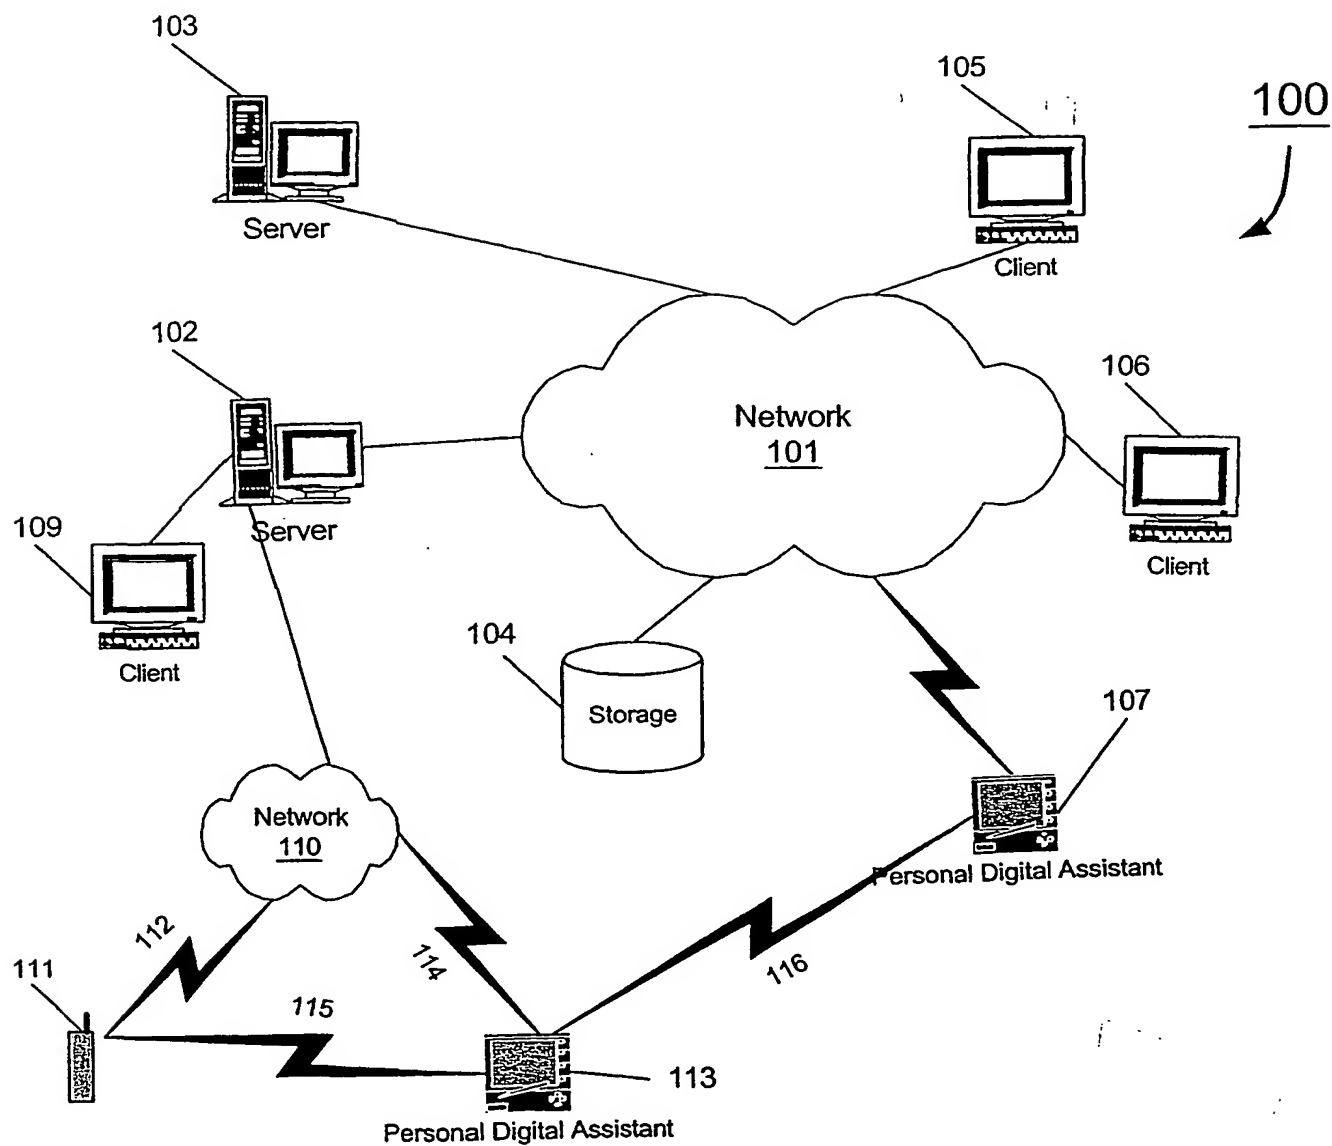 103
105
100
Server
Client
102
106
Network
101
109
Server
Client
Client
104
Storage
107
Network
110
Personal Digital Assistant
112
114
116
111
115
113
Personal Digital Assistant